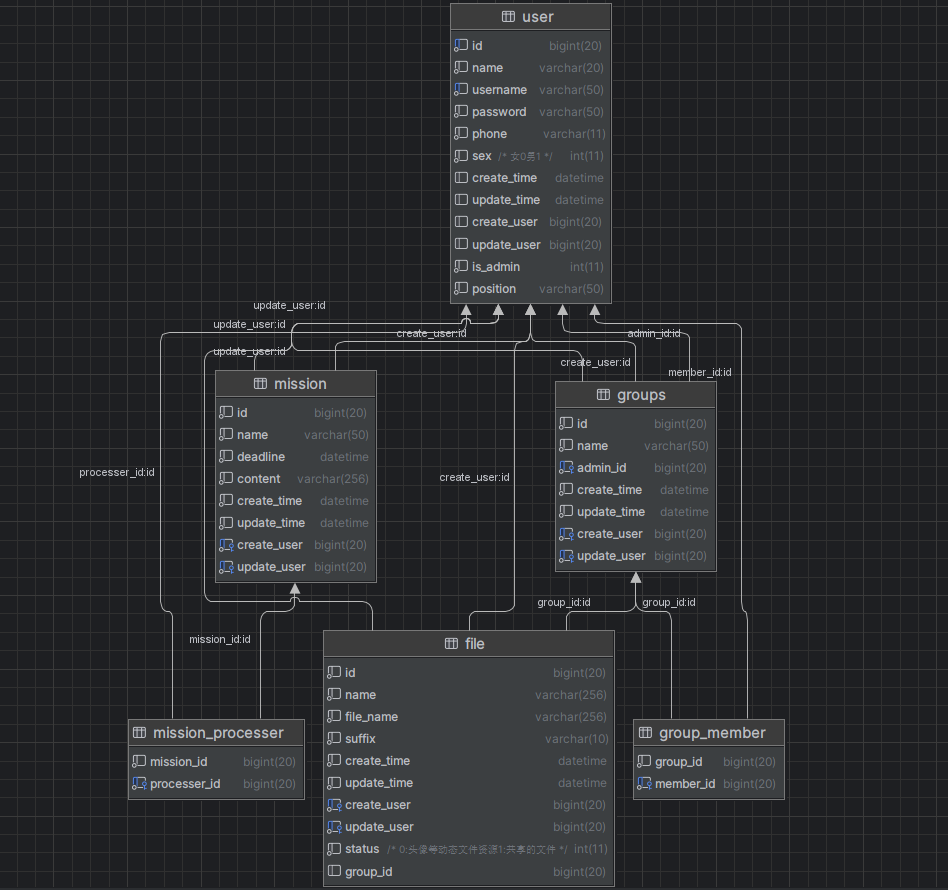 user
id bigint(20)
name varchar(20)
username varchar(50)
password varchar(50)
phone varchar(11)
sex /* 女0男1 */ int(11)
create_time datetime
update_time datetime
create_user bigint(20)
update_user bigint(20)
is_admin int(11)
position varchar(50)
update_user:id
update_user:id
create_user:id
admin_id:id
update_user:id
create_user:id
member_id:id
mission
id bigint(20)
name varchar(50)
deadline datetime
content varchar(256)
create_time datetime
update_time datetime
create_user bigint(20)
update_user bigint(20)
groups
id bigint(20)
name varchar(50)
admin_id bigint(20)
create_time datetime
update_time datetime
create_user bigint(20)
update_user bigint(20)
processer_id:id
create_user:id
group_id:id
group_id:id
mission_id:id
file
id bigint(20)
name varchar(256)
file_name varchar(256)
suffix varchar(10)
create_time datetime
update_time datetime
create_user bigint(20)
update_user bigint(20)
status /* 0:头像等动态文件资源1:共享的文件 */ int(11)
group_id bigint(20)
mission_processer
mission_id bigint(20)
processer_id bigint(20)
group_member
group_id bigint(20)
member_id bigint(20)